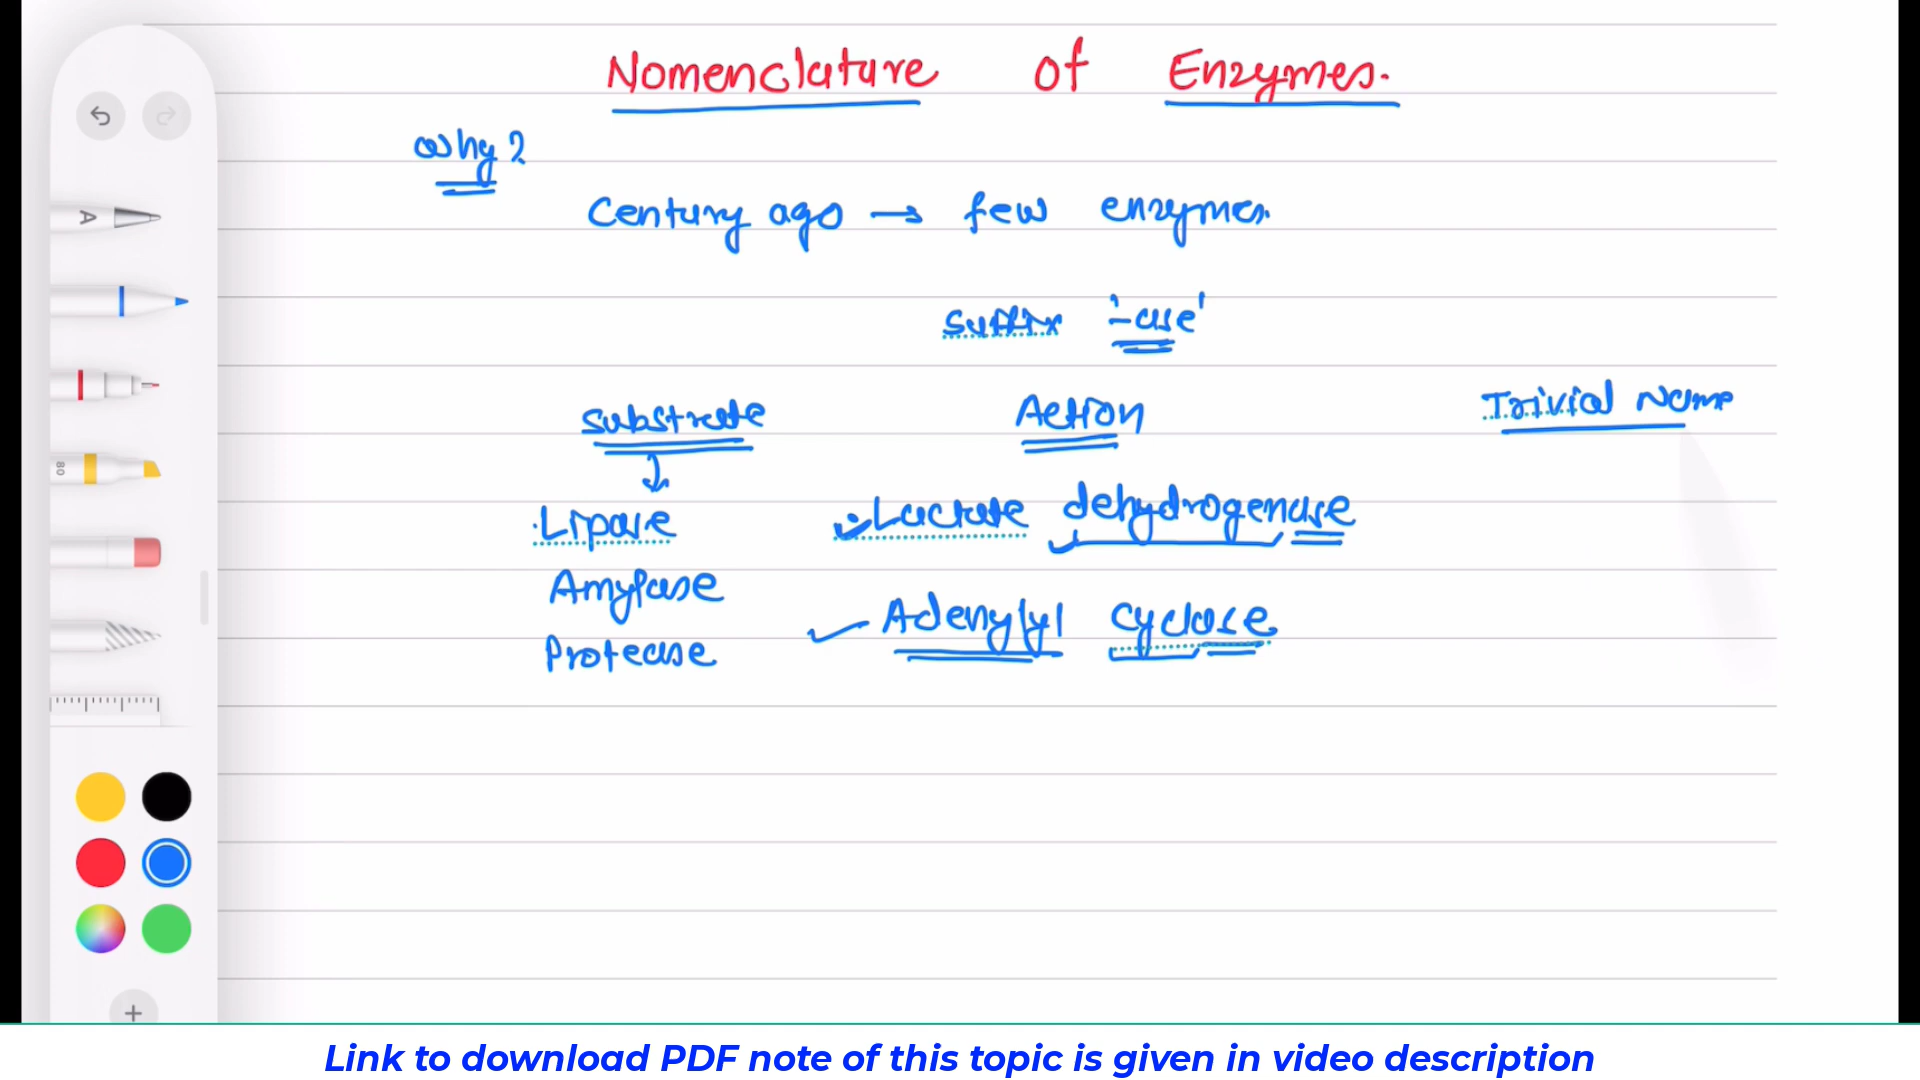 Nomenclature of Enzymes.
Why?
Century ago → few enzymes
Suffix '-ase'
Substrate Action Trivial Name
Lipase Lactate dehydrogenase
Amylase Adenylyl cyclase
Protease
Link to download PDF note of this topic is given in video description